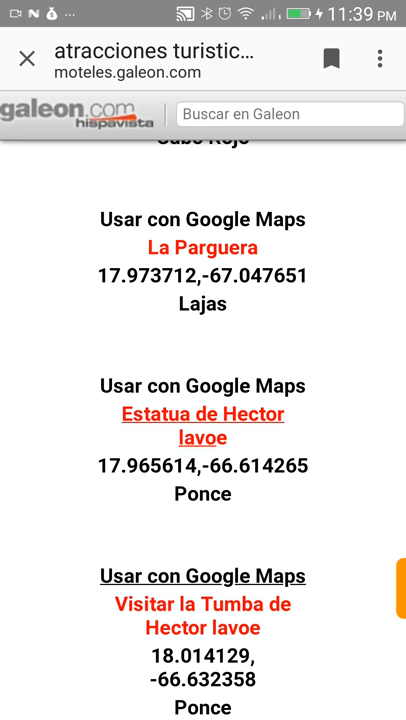 11:39 PM
atracciones turistic...
moteles.galeon.com
galeon.com
hispavista
Buscar en Galeon
Cabo Rojo
Usar con Google Maps
La Parguera
17.973712,-67.047651
Lajas
Usar con Google Maps
Estatua de Hector
lavoe
17.965614,-66.614265
Ponce
Usar con Google Maps
Visitar la Tumba de
Hector lavoe
18.014129,
-66.632358
Ponce